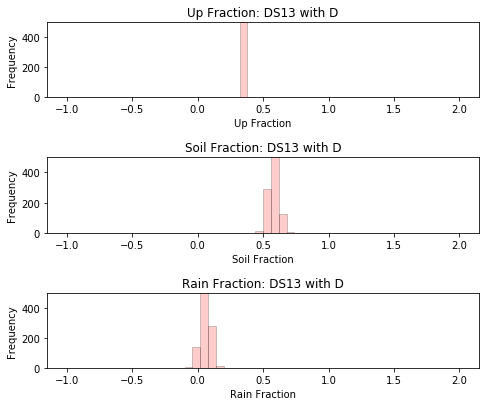 Up Fraction: DS13 with D
Frequency
400
200
0
−1.0 −0.5 0.0 0.5 1.0 1.5 2.0
Up Fraction
Soil Fraction: DS13 with D
Frequency
400
200
0
−1.0 −0.5 0.0 0.5 1.0 1.5 2.0
Soil Fraction
Rain Fraction: DS13 with D
Frequency
400
200
0
−1.0 −0.5 0.0 0.5 1.0 1.5 2.0
Rain Fraction